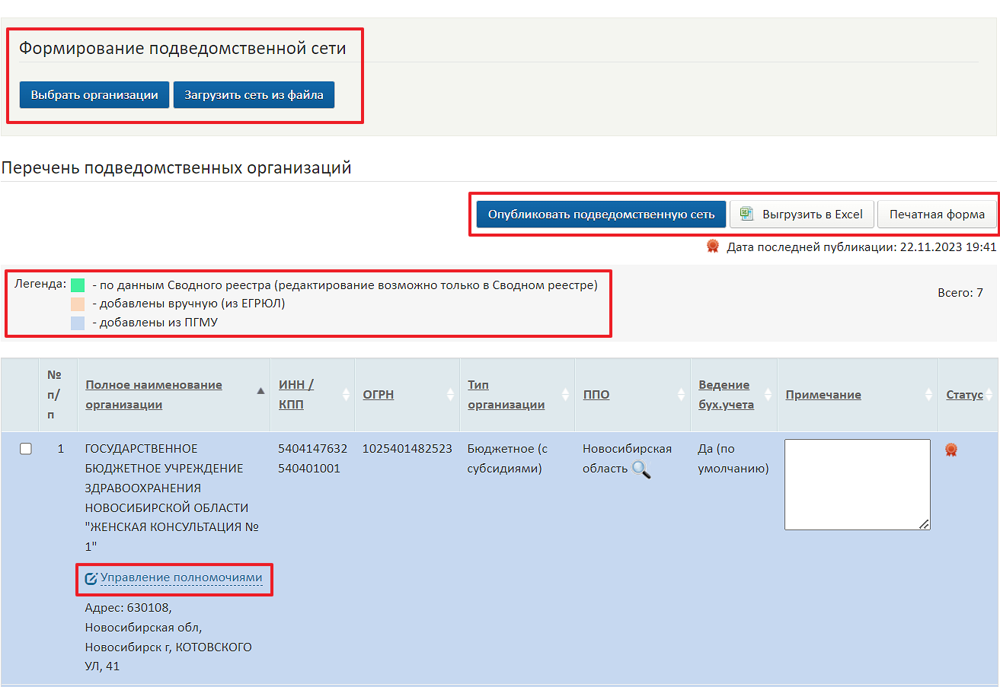 Формирование подведомственной сети
Выбрать организации
Загрузить сеть из файла
Перечень подведомственных организаций
Опубликовать подведомственную сеть
Выгрузить в Excel
Печатная форма
Дата последней публикации: 22.11.2023 19:41
Легенда:
- по данным Сводного реестра (редактирование возможно только в Сводном реестре)
- добавлены вручную (из ЕГРЮЛ)
- добавлены из ПГМУ
Всего: 7
№
п/
п
Полное наименование
организации
ИНН /
КПП
ОГРН
Тип
организации
ППО
Ведение
бух.учета
Примечание
Статус
1
ГОСУДАРСТВЕННОЕ
БЮДЖЕТНОЕ УЧРЕЖДЕНИЕ
ЗДРАВООХРАНЕНИЯ
НОВОСИБИРСКОЙ ОБЛАСТИ
"ЖЕНСКАЯ КОНСУЛЬТАЦИЯ №
1"
Управление полномочиями
Адрес: 630108,
Новосибирская обл,
Новосибирск г, КОТОВСКОГО
УЛ, 41
5404147632
540401001
1025401482523
Бюджетное (с
субсидиями)
Новосибирская
область
Да (по
умолчанию)